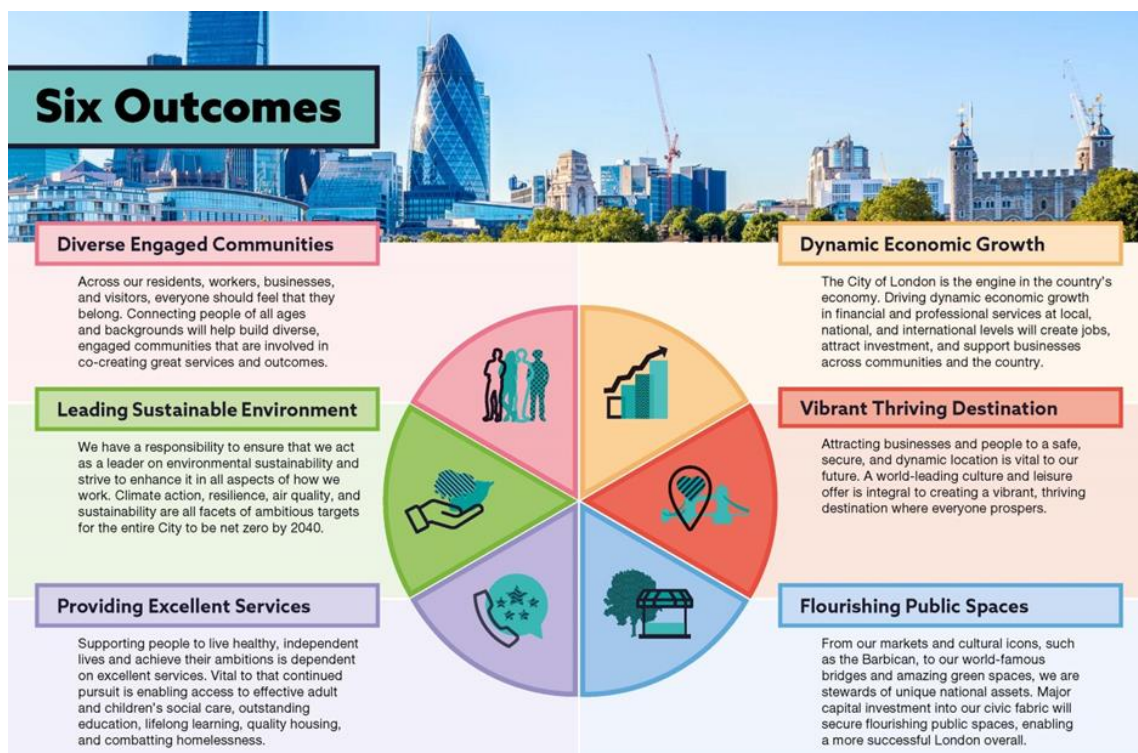 Six Outcomes
Diverse Engaged Communities
Across our residents, workers, businesses,
and visitors, everyone should feel that they
belong. Connecting people of all ages
and backgrounds will help build diverse,
engaged communities that are involved in
co-creating great services and outcomes.
Leading Sustainable Environment
We have a responsibility to ensure that we act
as a leader on environmental sustainability and
strive to enhance it in all aspects of how we
work. Climate action, resilience, air quality, and
sustainability are all facets of ambitious targets
for the entire City to be net zero by 2040.
Providing Excellent Services
Supporting people to live healthy, independent
lives and achieve their ambitions is dependent
on excellent services. Vital to that continued
pursuit is enabling access to effective adult
and children's social care, outstanding
education, lifelong learning, quality housing,
and combatting homelessness.
Dynamic Economic Growth
The City of London is the engine in the country's
economy. Driving dynamic economic growth
in financial and professional services at local,
national, and international levels will create jobs,
attract investment, and support businesses
across communities and the country.
Vibrant Thriving Destination
Attracting businesses and people to a safe,
secure, and dynamic location is vital to our
future. A world-leading culture and leisure
offer is integral to creating a vibrant, thriving
destination where everyone prospers.
Flourishing Public Spaces
From our markets and cultural icons, such
as the Barbican, to our world-famous
bridges and amazing green spaces, we are
stewards of unique national assets. Major
capital investment into our civic fabric will
secure flourishing public spaces, enabling
a more successful London overall.